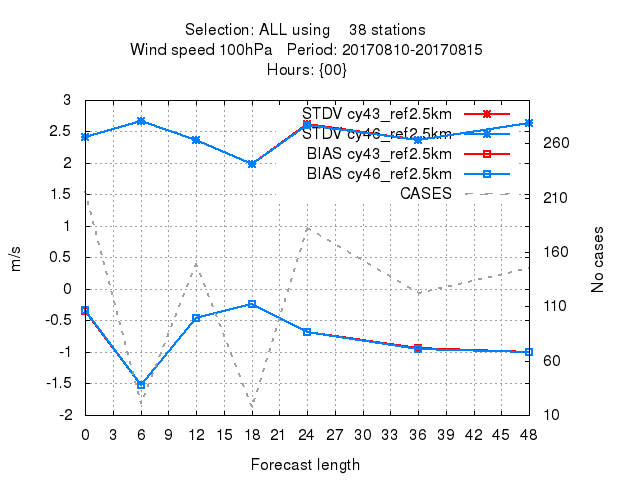 Selection: ALL using 38 stations
Wind speed 100hPa Period: 20170810-20170815
Hours: {00}
STDV cy43_ref2.5km
STDV cy46_ref2.5km
BIAS cy43_ref2.5km
BIAS cy46_ref2.5km
CASES
3
2.5
2
1.5
1
0.5
0
-0.5
-1
-1.5
-2
m/s
260
210
160
110
60
10
No cases
0 3 6 9 12 15 18 21 24 27 30 33 36 39 42 45 48
Forecast length